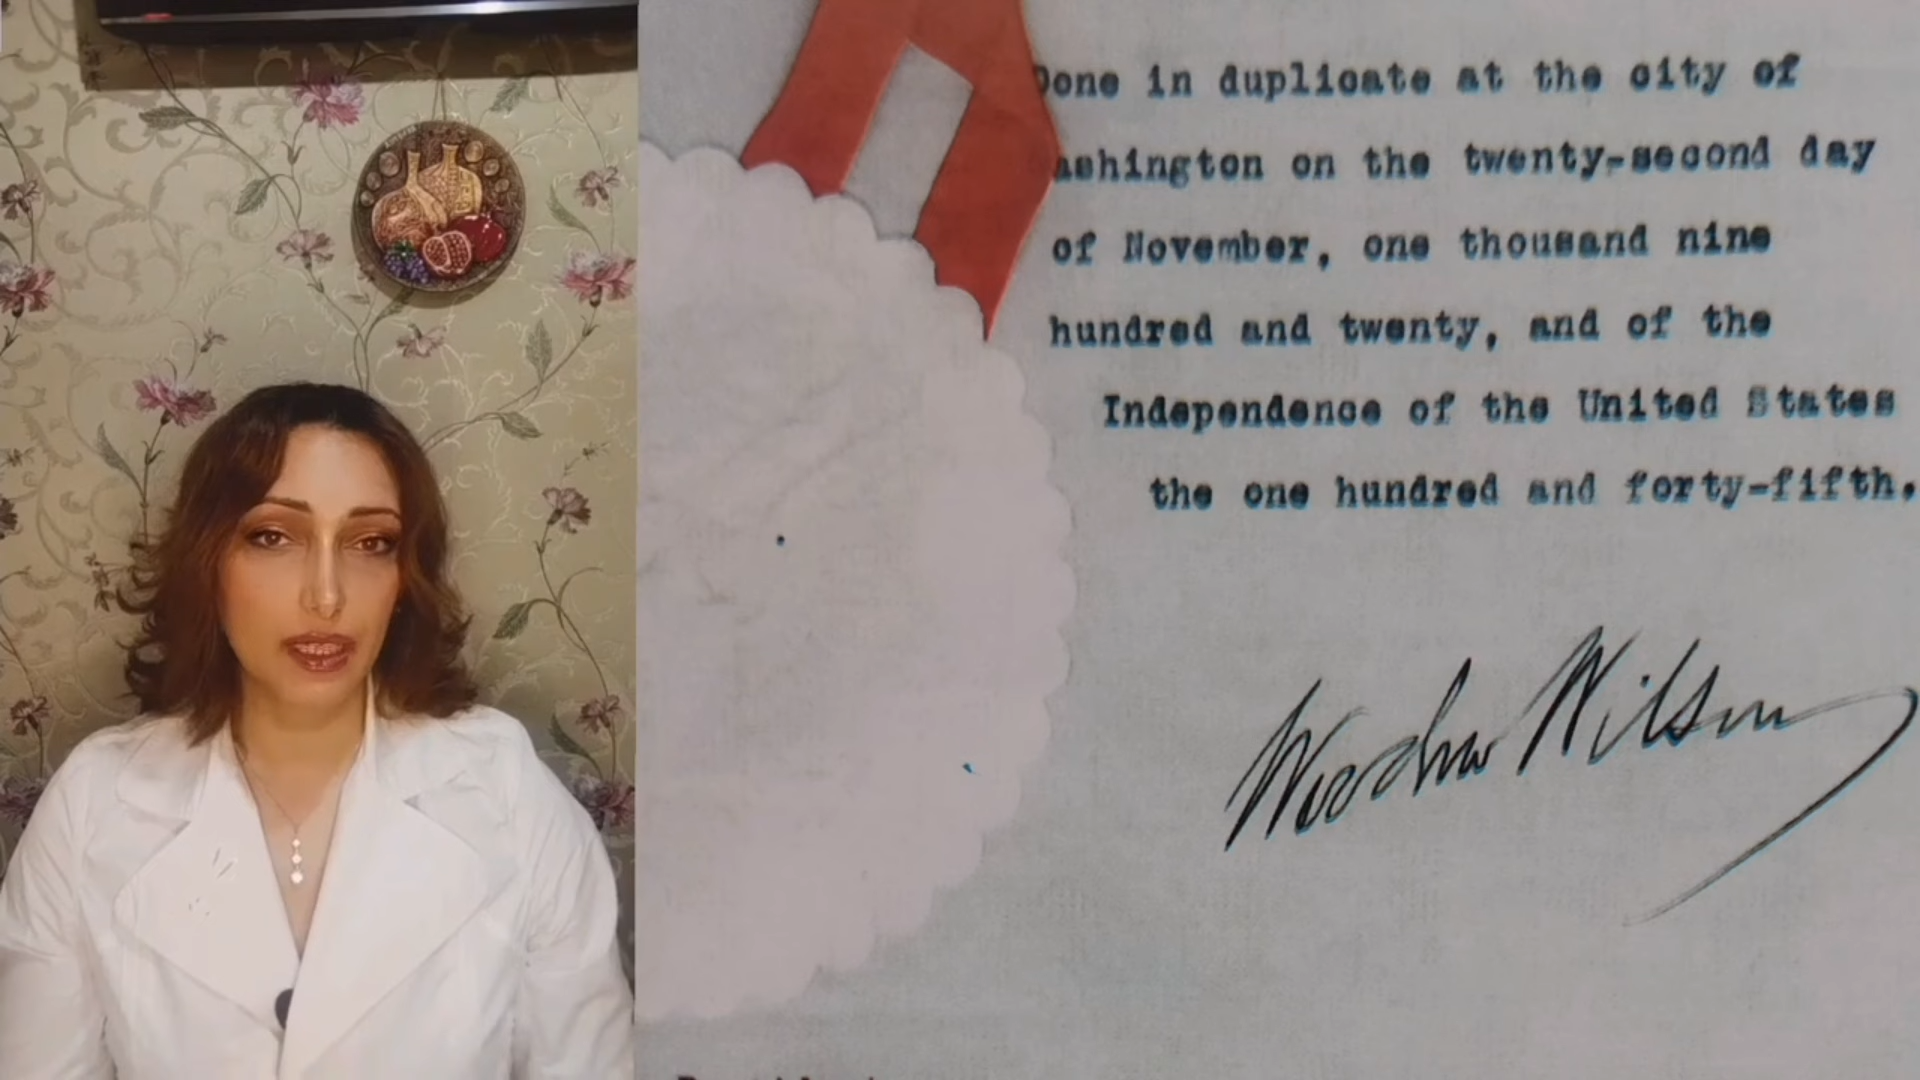 Done in duplicate at the city of
ashington on the twenty-second day
of November, one thousand nine
hundred and twenty, and of the
Independence of the United States
the one hundred and forty-fifth.
Woodrow Wilson